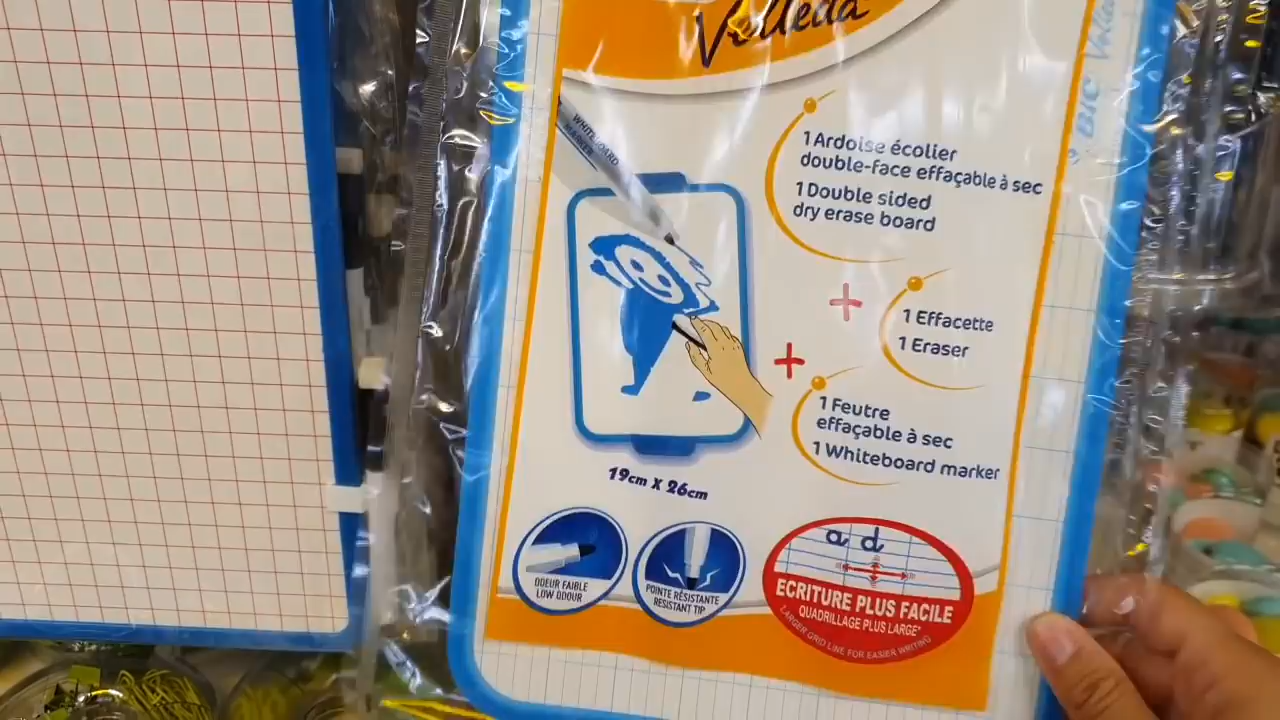 Velleda
BIC Velleda
WHITEBOARD
MARKER
1 Ardoise écolier
double-face effaçable à sec
1 Double sided
dry erase board
+
1 Effacette
1 Eraser
+
1 Feutre
effaçable à sec
1 Whiteboard marker
19cm X 26cm
ODEUR FAIBLE
LOW ODOUR
POINTE RÉSISTANTE
RESISTANT TIP
a d
ECRITURE PLUS FACILE
QUADRILLAGE PLUS LARGE*
LARGER GRID LINE FOR EASIER WRITING